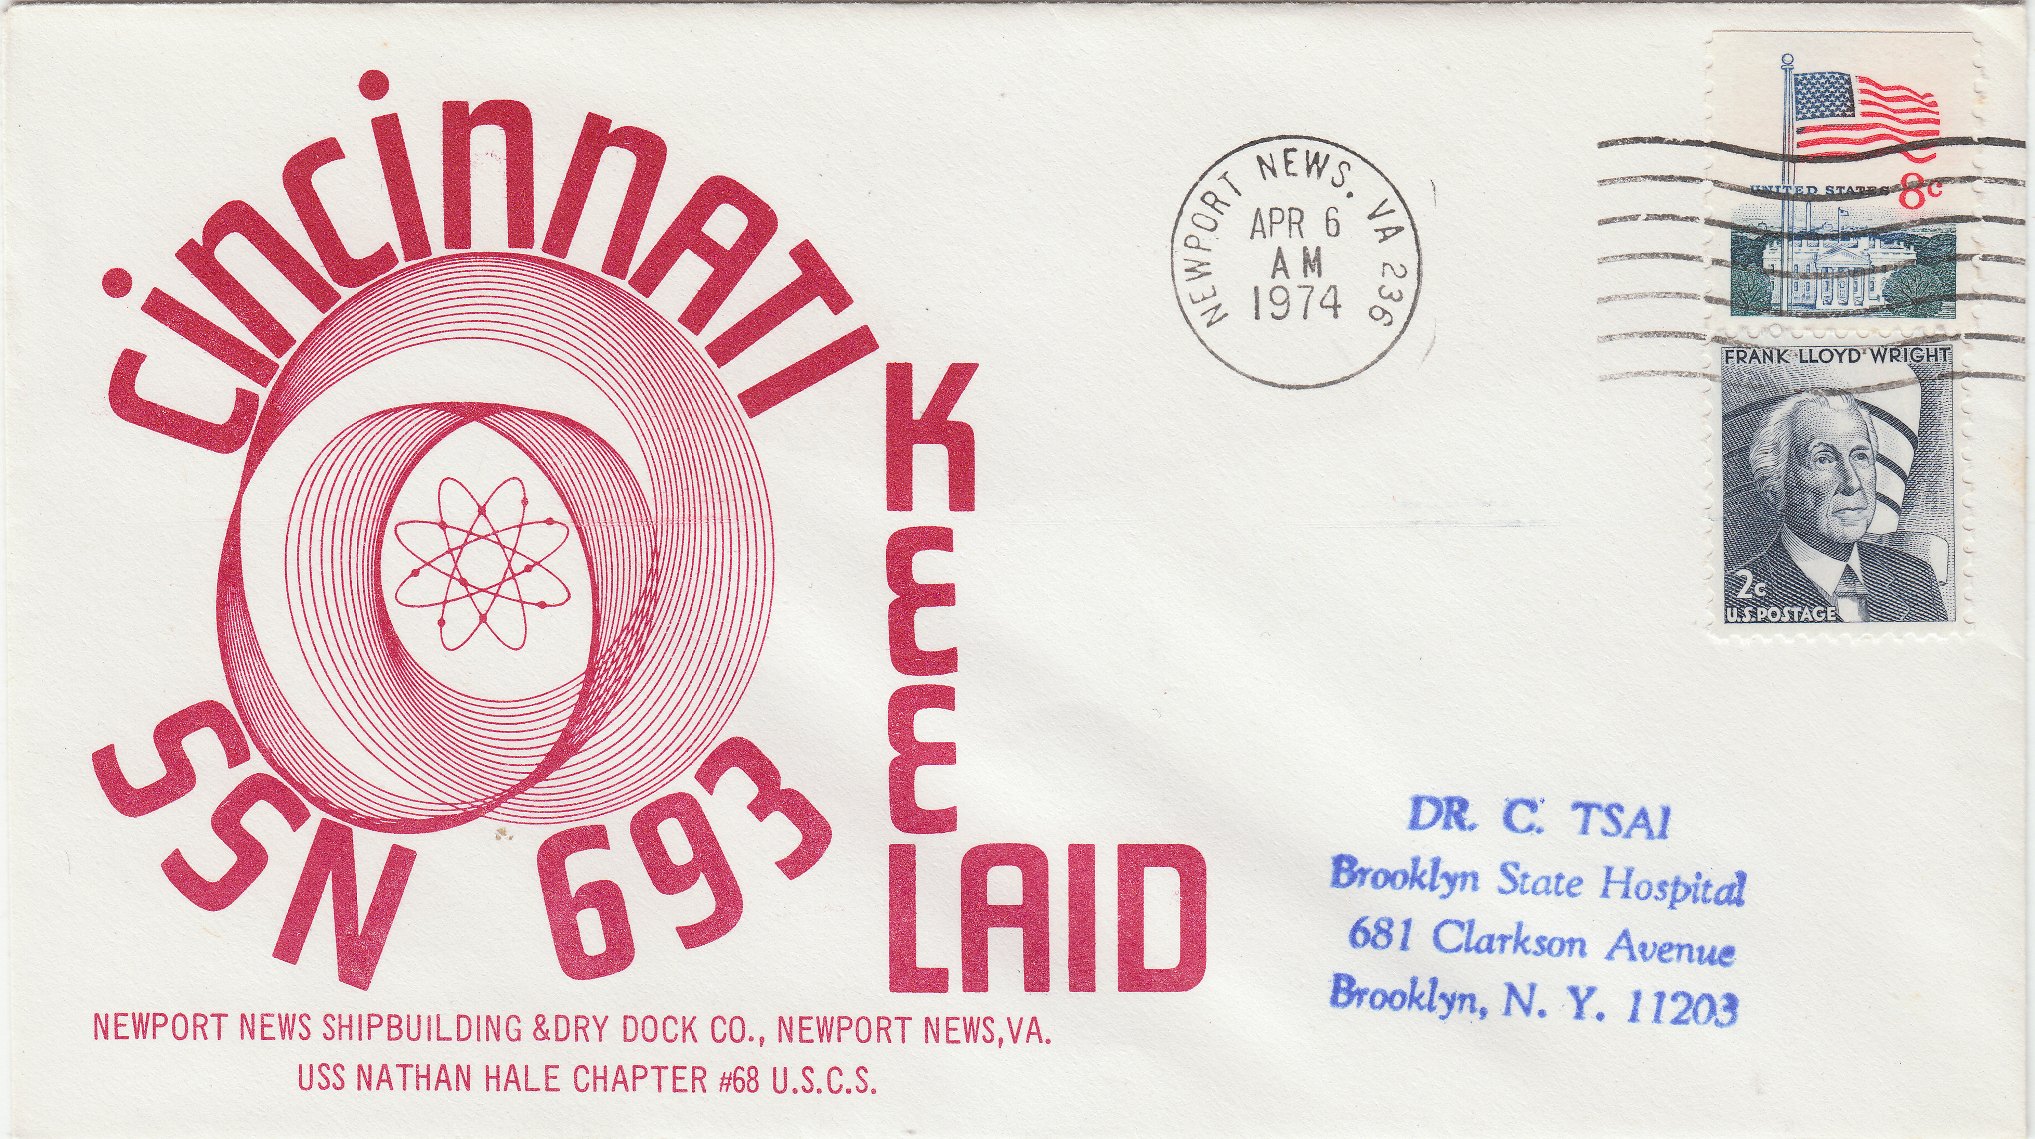 cincinnATI
SSN 693
KEEL
LAID
NEWPORT NEWS SHIPBUILDING &DRY DOCK CO., NEWPORT NEWS,VA.
USS NATHAN HALE CHAPTER #68 U.S.C.S.
NEWPORT NEWS. VA 236
APR 6
AM
1974
UNITED STATES 8c
FRANK LLOYD WRIGHT
2c
U.S. POSTAGE
DR. C. TSAI
Brooklyn State Hospital
681 Clarkson Avenue
Brooklyn, N. Y. 11203